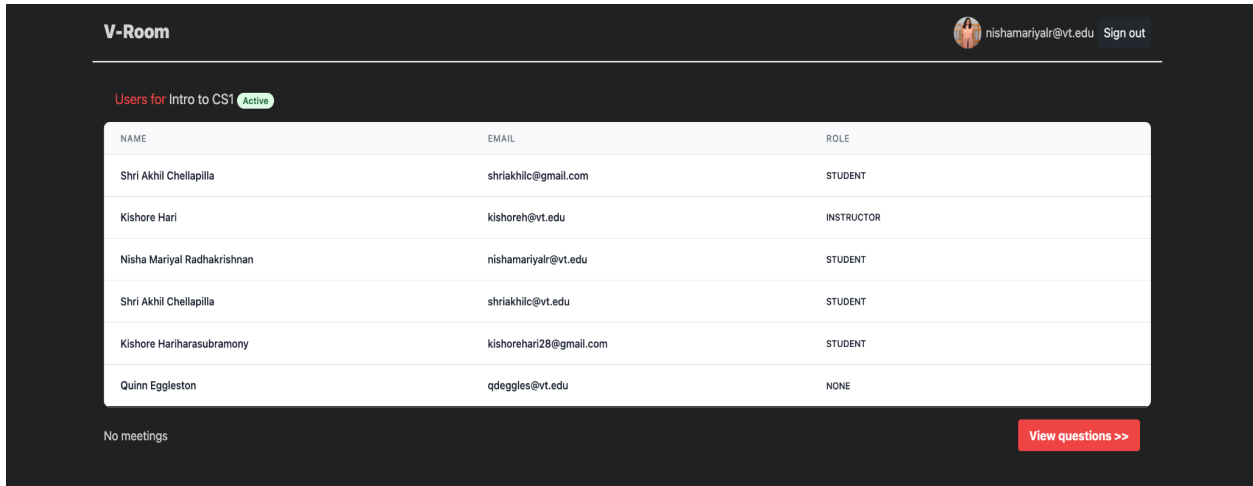 V-Room
nishamariyalr@vt.edu Sign out
Users for Intro to CS1 Active
NAME EMAIL ROLE
Shri Akhil Chellapilla shriakhilc@gmail.com STUDENT
Kishore Hari kishoreh@vt.edu INSTRUCTOR
Nisha Mariyal Radhakrishnan nishamariyalr@vt.edu STUDENT
Shri Akhil Chellapilla shriakhilc@vt.edu STUDENT
Kishore Hariharasubramony kishorehari28@gmail.com STUDENT
Quinn Eggleston qdeggles@vt.edu NONE
No meetings View questions >>